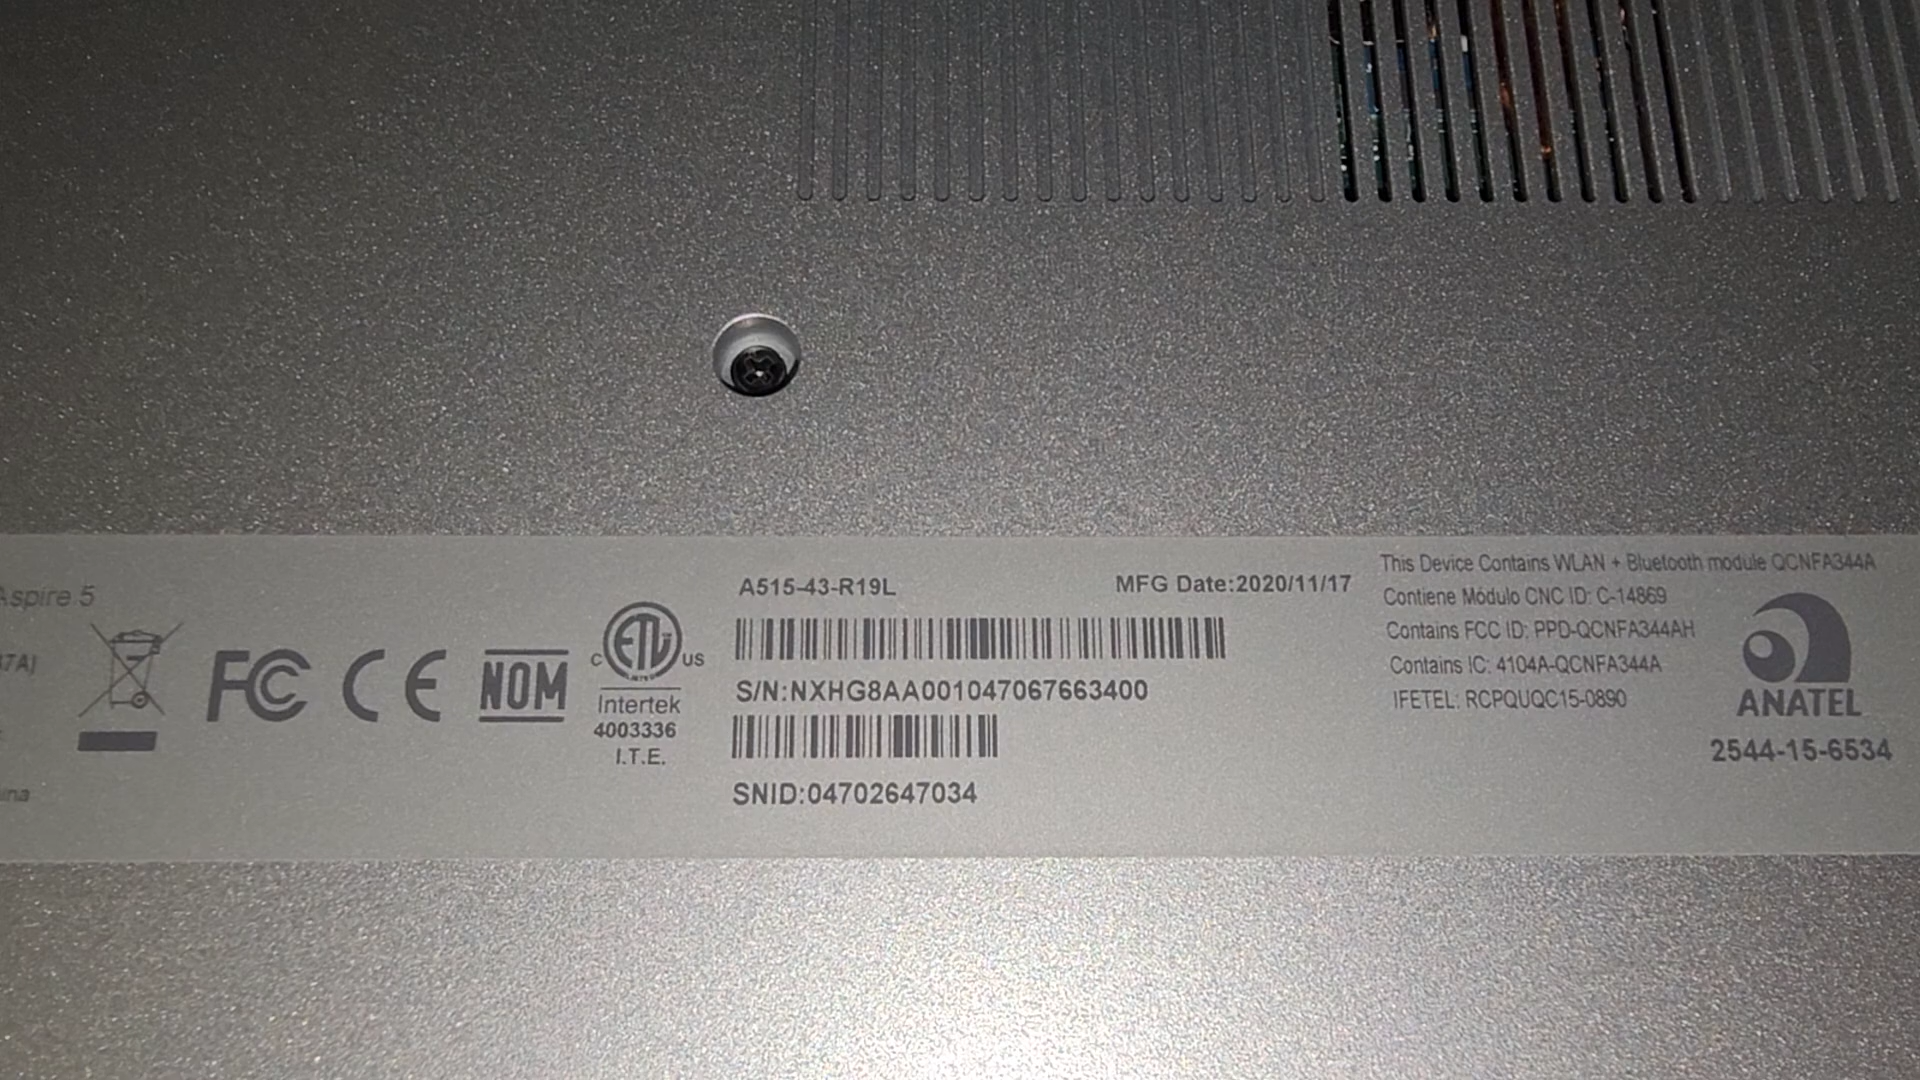 Aspire 5
A515-43-R19L
MFG Date:2020/11/17
37A)
FC
CE
NOM
ETL
C
US
Intertek
4003336
I.T.E.
S/N:NXHG8AA001047067663400
SNID:04702647034
This Device Contains WLAN + Bluetooth module QCNFA344A
Contiene Módulo CNC ID: C-14869
Contains FCC ID: PPD-QCNFA344AH
Contains IC: 4104A-QCNFA344A
IFETEL: RCPQUQC15-0890
ANATEL
2544-15-6534